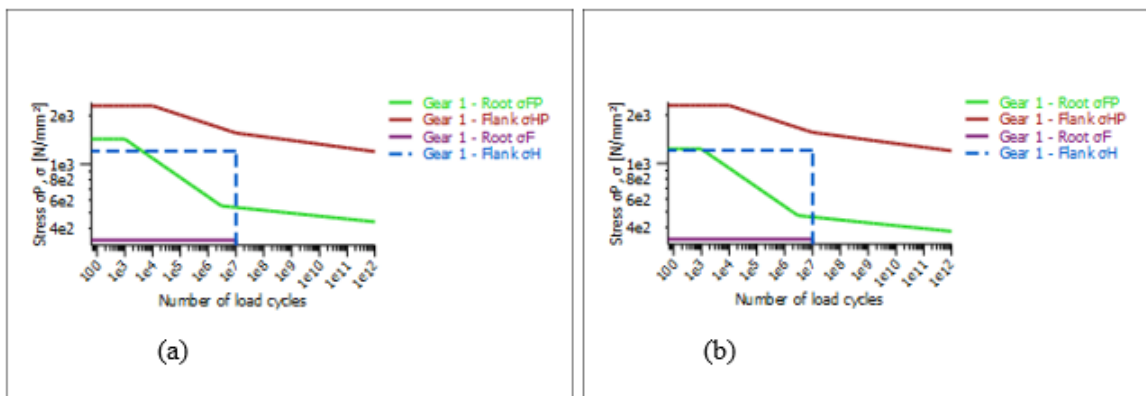 2e3
1e3
8e2
6e2
4e2
Stress σP, σ [N/mm²]
100 1e3 1e4 1e5 1e6 1e7 1e8 1e9 1e10 1e11 1e12
Number of load cycles
Gear 1 - Root σFP
Gear 1 - Flank σHP
Gear 1 - Root σF
Gear 1 - Flank σH
(a)
2e3
1e3
8e2
6e2
4e2
Stress σP, σ [N/mm²]
100 1e3 1e4 1e5 1e6 1e7 1e8 1e9 1e10 1e11 1e12
Number of load cycles
Gear 1 - Root σFP
Gear 1 - Flank σHP
Gear 1 - Root σF
Gear 1 - Flank σH
(b)